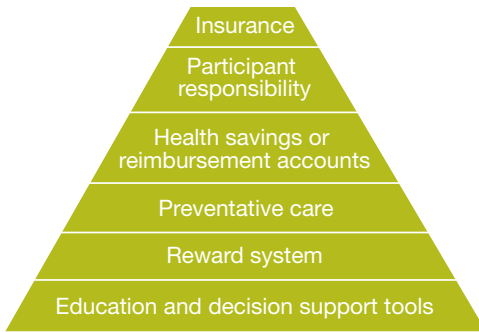 Insurance
Participant
responsibility
Health savings or
reimbursement accounts
Preventative care
Reward system
Education and decision support tools